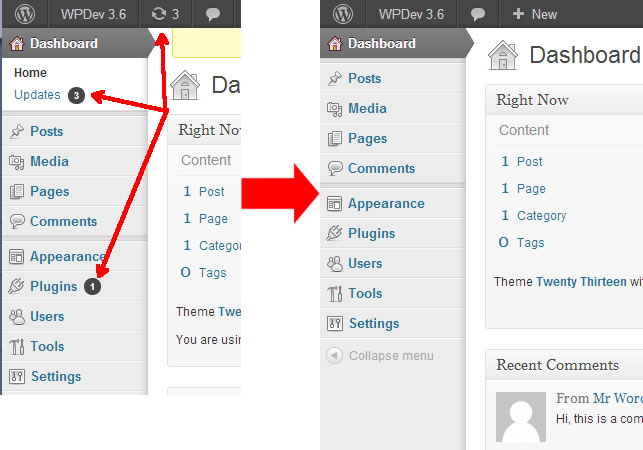 WPDev 3.6 3
Dashboard
Home
Updates 3
Posts
Media
Pages
Comments
Appearance
Plugins 1
Users
Tools
Settings
Da
Right Nov
Content
1 Post
1 Page
1 Categor
0 Tags
Theme Twe
You are usin
WPDev 3.6 + New
Dashboard
Posts
Media
Pages
Comments
Appearance
Plugins
Users
Tools
Settings
Collapse menu
Dashboard
Right Now
Content
1 Post
1 Page
1 Category
0 Tags
Theme Twenty Thirteen wit
Recent Comments
From Mr Word
Hi, this is a com